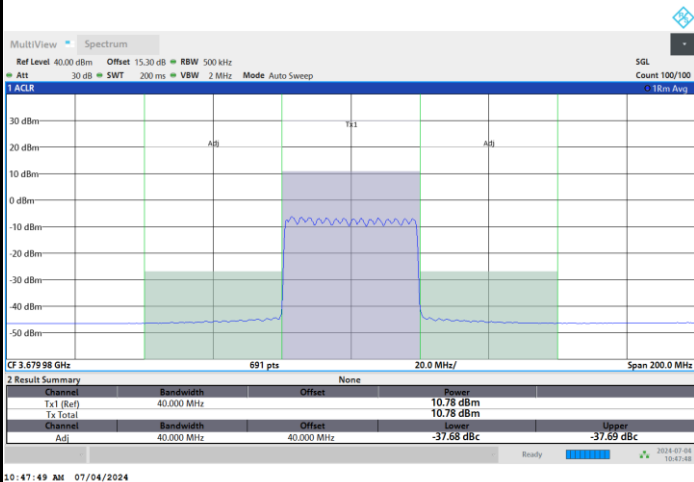 MultiView Spectrum
Ref Level 40.00 dBm Offset 15.30 dB RBW 500 kHz SGL
Att 30 dB SWT 200 ms VBW 2 MHz Mode Auto Sweep Count 100/100
1 ACLR 1Rm Avg
30 dBm
Tx1
20 dBm
Adj Adj
10 dBm
0 dBm
-10 dBm
-20 dBm
-30 dBm
-40 dBm
-50 dBm
CF 3.679 98 GHz 691 pts 20.0 MHz/ Span 200.0 MHz
2 Result Summary None
Channel Bandwidth Offset Power
Tx1 (Ref) 40.000 MHz 10.78 dBm
Tx Total 10.78 dBm
Channel Bandwidth Offset Lower Upper
Adj 40.000 MHz 40.000 MHz -37.68 dBc -37.69 dBc
Ready 2024-07-04
10:47:48
10:47:49 AM 07/04/2024